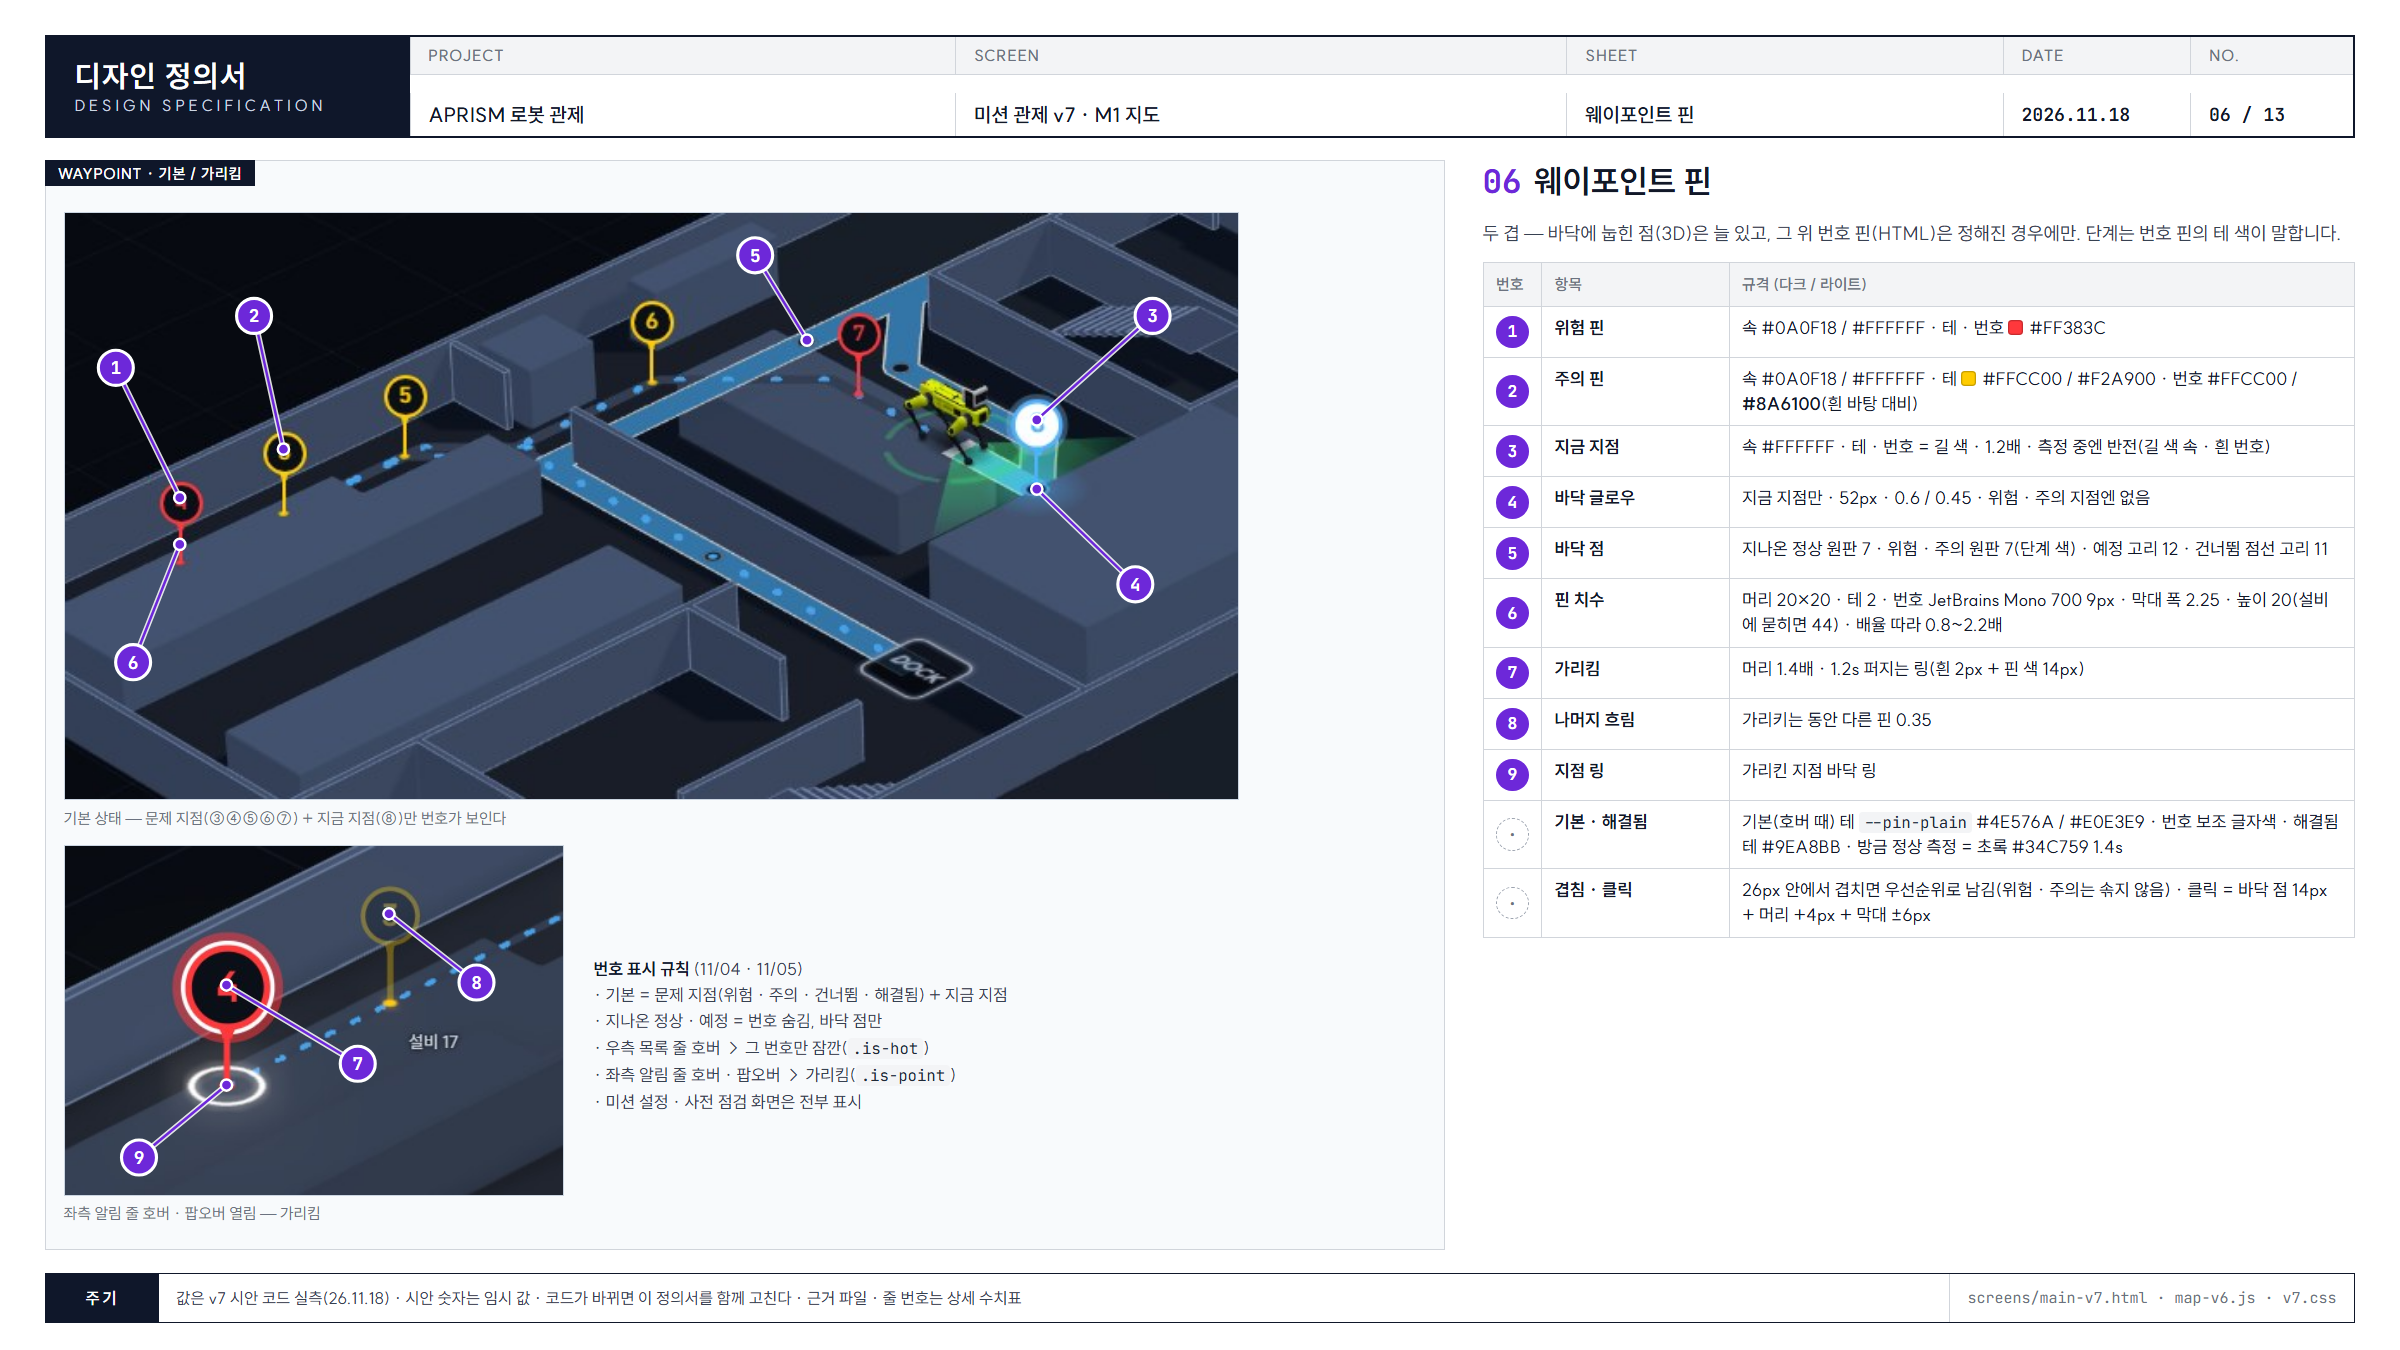 디자인 정의서
DESIGN SPECIFICATION
PROJECT
SCREEN
SHEET
DATE
NO.
APRISM 로봇 관제
미션 관제 v7 · M1 지도
웨이포인트 핀
2026.11.18
06 / 13
WAYPOINT · 기본 / 가리킴
5
2
3
6
7
1
5
4
6
DOCK
기본 상태 — 문제 지점(③④⑤⑥⑦) + 지금 지점(⑧)만 번호가 보인다
4
8
7
설비 17
9
좌측 알림 줄 호버 · 팝오버 열림 — 가리킴
번호 표시 규칙 (11/04 · 11/05)
· 기본 = 문제 지점(위험 · 주의 · 건너뜀 · 해결됨) + 지금 지점
· 지나온 정상 · 예정 = 번호 숨김, 바닥 점만
· 우측 목록 줄 호버 > 그 번호만 잠깐( .is-hot )
· 좌측 알림 줄 호버 · 팝오버 > 가리킴( .is-point )
· 미션 설정 · 사전 점검 화면은 전부 표시
06 웨이포인트 핀
두 겹 — 바닥에 눕힌 점(3D)은 늘 있고, 그 위 번호 핀(HTML)은 정해진 경우에만. 단계는 번호 핀의 테 색이 말합니다.
번호 항목 규격 (다크 / 라이트)
1 위험 핀 속 #0A0F18 / #FFFFFF · 테 · 번호 #FF383C
2 주의 핀 속 #0A0F18 / #FFFFFF · 테 #FFCC00 / #F2A900 · 번호 #FFCC00 /
#8A6100(흰 바탕 대비)
3 지금 지점 속 #FFFFFF · 테 · 번호 = 길 색 · 1.2배 · 측정 중엔 반전(길 색 속 · 흰 번호)
4 바닥 글로우 지금 지점만 · 52px · 0.6 / 0.45 · 위험 · 주의 지점엔 없음
5 바닥 점 지나온 정상 원판 7 · 위험 · 주의 원판 7(단계 색) · 예정 고리 12 · 건너뜀 점선 고리 11
6 핀 치수 머리 20×20 · 테 2 · 번호 JetBrains Mono 700 9px · 막대 폭 2.25 · 높이 20(설비
에 묻히면 44) · 배율 따라 0.8~2.2배
7 가리킴 머리 1.4배 · 1.2s 퍼지는 링(흰 2px + 핀 색 14px)
8 나머지 흐림 가리키는 동안 다른 핀 0.35
9 지점 링 가리킨 지점 바닥 링
· 기본 · 해결됨 기본(호버 때) 테 --pin-plain #4E576A / #E0E3E9 · 번호 보조 글자색 · 해결됨
테 #9EA8BB · 방금 정상 측정 = 초록 #34C759 1.4s
· 겹침 · 클릭 26px 안에서 겹치면 우선순위로 남김(위험 · 주의는 솎지 않음) · 클릭 = 바닥 점 14px
+ 머리 +4px + 막대 ±6px
주기
값은 v7 시안 코드 실측(26.11.18) · 시안 숫자는 임시 값 · 코드가 바뀌면 이 정의서를 함께 고친다 · 근거 파일 · 줄 번호는 상세 수치표
screens/main-v7.html · map-v6.js · v7.css